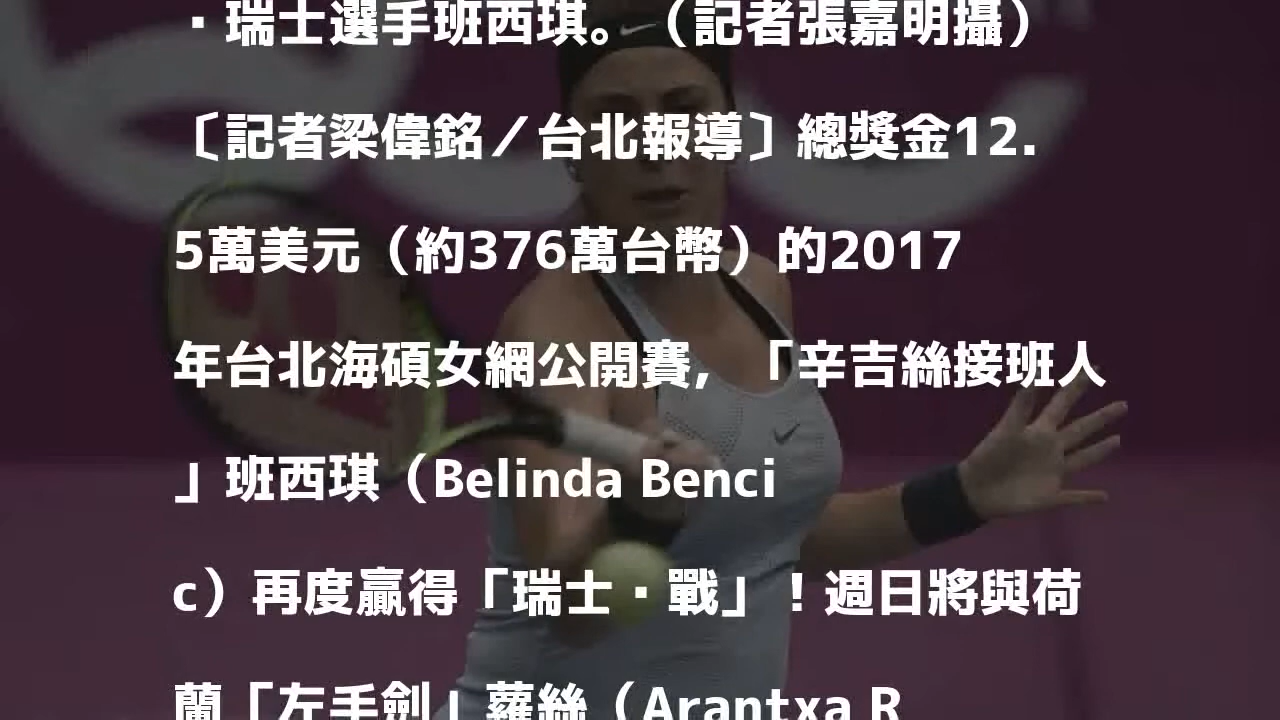 ·瑞士選手班西琪。（記者張嘉明攝）
〔記者梁偉銘／台北報導〕總獎金12.
5萬美元（約376萬台幣）的2017
年台北海碩女網公開賽，「辛吉絲接班人
」班西琪（Belinda Benci
c）再度贏得「瑞士·戰」！週日將與荷
蘭「左手劍」蘿絲（Arantxa R